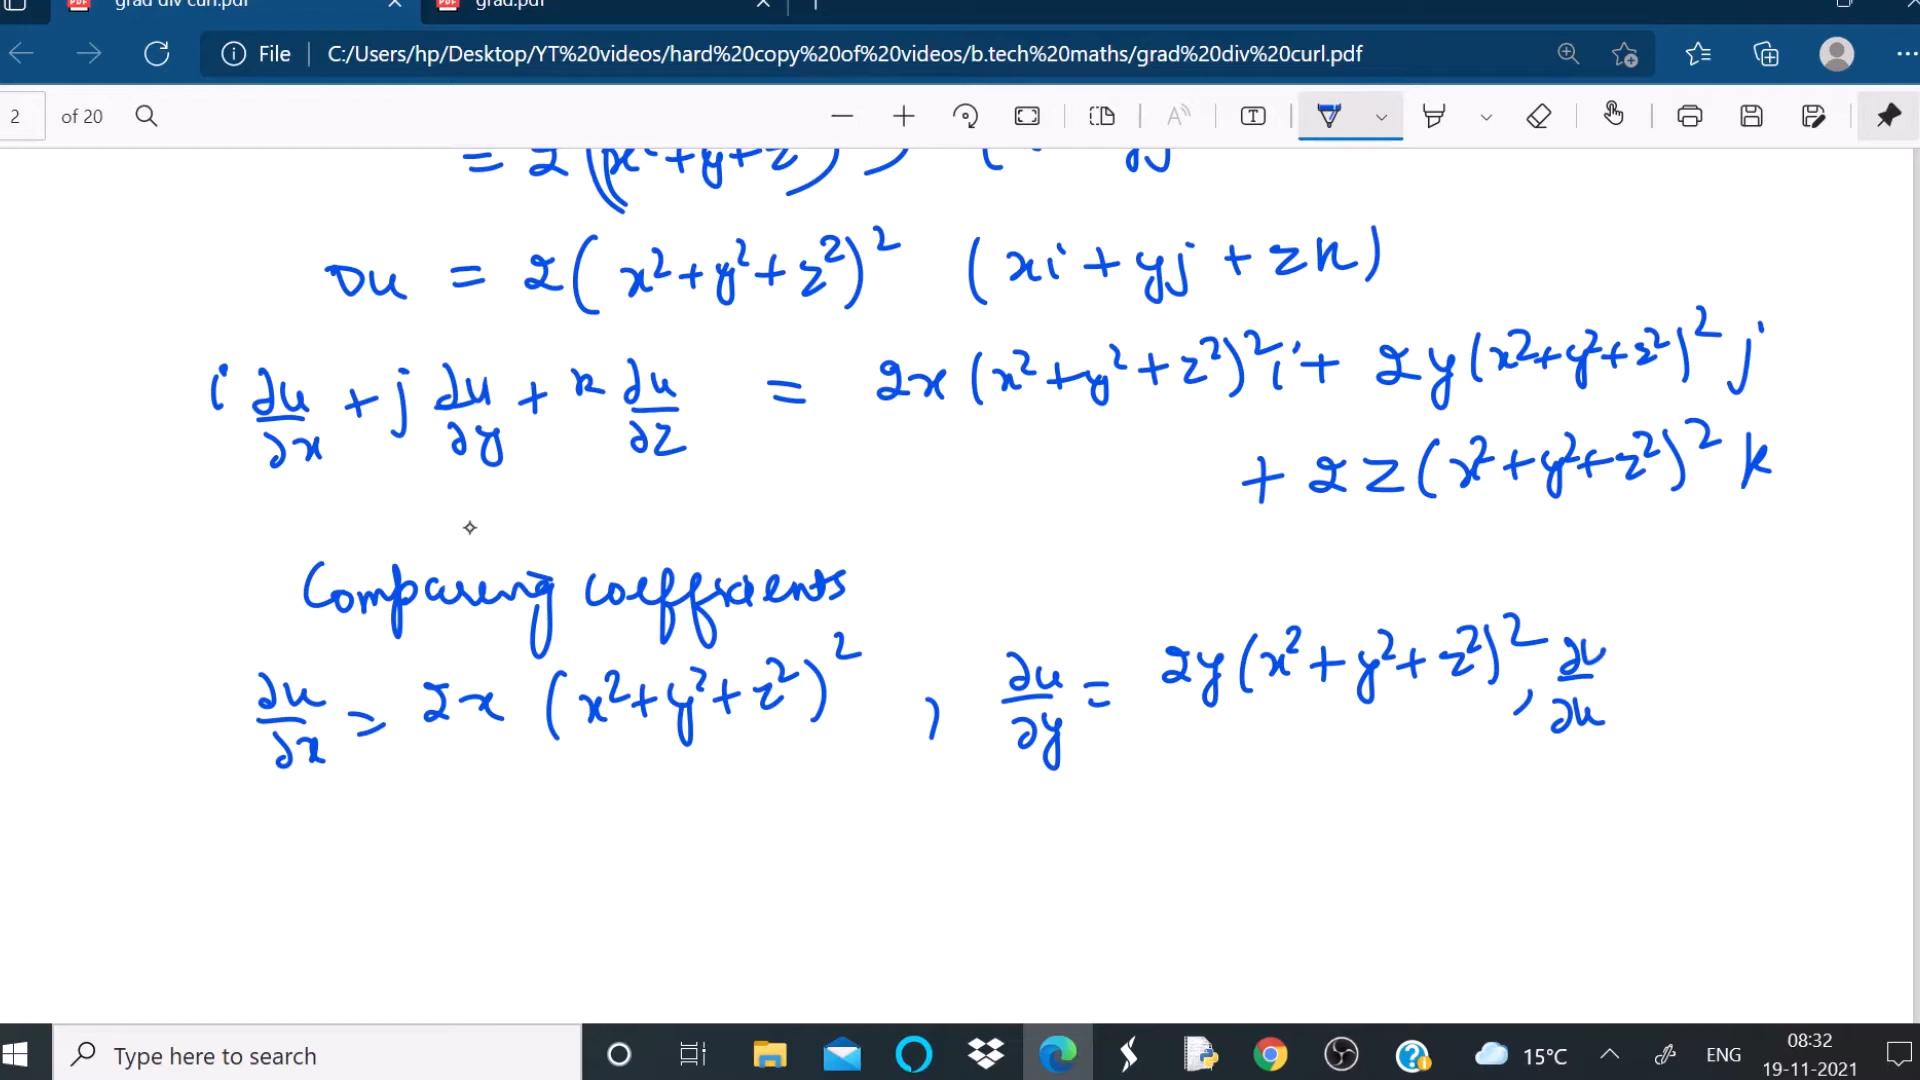 grad div curl.pdf grad.pdf
File C:/Users/hp/Desktop/YT%20videos/hard%20copy%20of%20videos/b.tech%20maths/grad%20div%20curl.pdf
2 of 20
∇u = 2(x²+y²+z²)² (xi+yj+zk)
i ∂u/∂x + j ∂u/∂y + k ∂u/∂z = 2x(x²+y²+z²)² i + 2y(x²+y²+z²)² j
+ 2z(x²+y²+z²)² k
Comparing coefficients
∂u/∂x = 2x (x²+y²+z²)² , ∂u/∂y = 2y(x²+y²+z²)² , ∂u/∂u
Type here to search
15°C ENG 08:32
19-11-2021